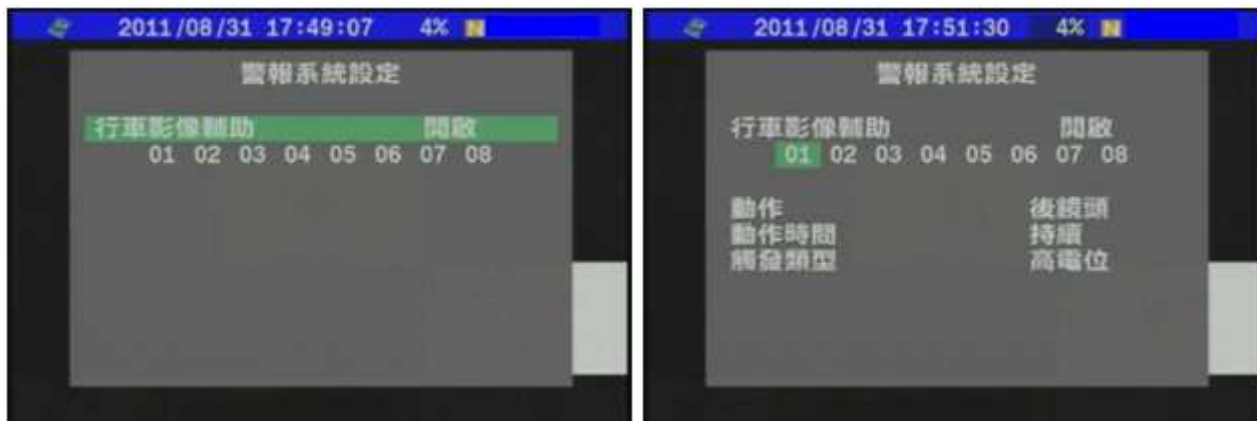 2011/08/31 17:49:07 4% N
警報系統設定
行車影像輔助 開啟
01 02 03 04 05 06 07 08
2011/08/31 17:51:30 4% N
警報系統設定
行車影像輔助 開啟
01 02 03 04 05 06 07 08
動作 後鏡頭
動作時間 持續
觸發類型 高電位